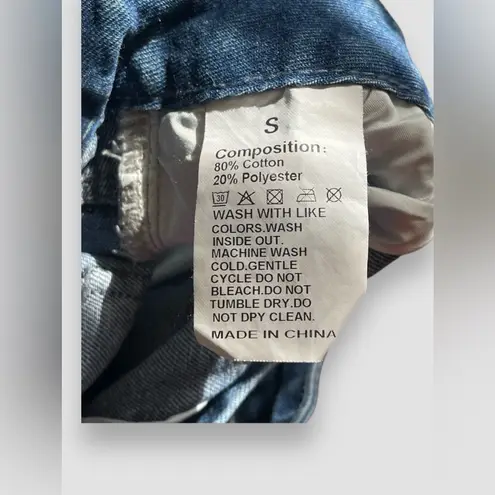 S
Composition:
80% Cotton
20% Polyester
30
WASH WITH LIKE
COLORS.WASH
INSIDE OUT.
MACHINE WASH
COLD.GENTLE
CYCLE DO NOT
BLEACH.DO NOT
TUMBLE DRY.DO
NOT DPY CLEAN.
MADE IN CHINA